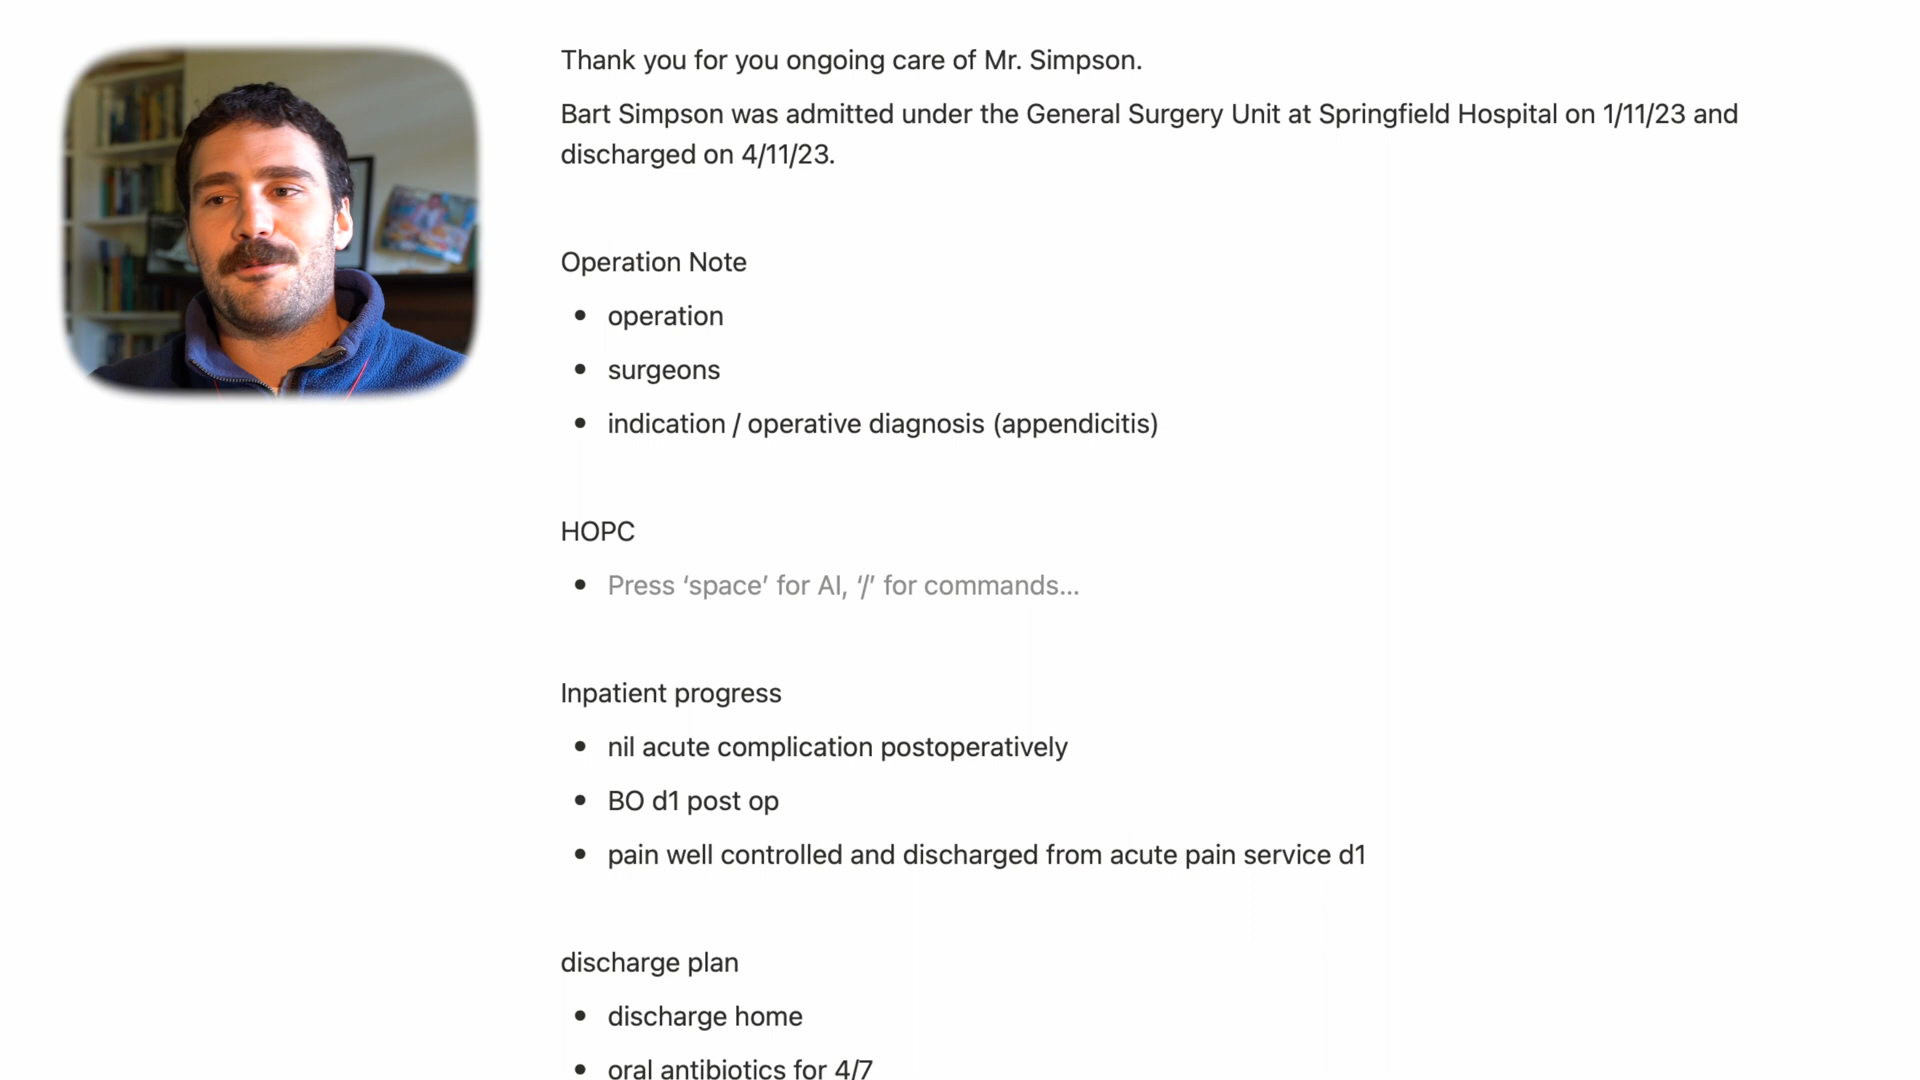 Thank you for you ongoing care of Mr. Simpson.
Bart Simpson was admitted under the General Surgery Unit at Springfield Hospital on 1/11/23 and
discharged on 4/11/23.
Operation Note
• operation
• surgeons
• indication / operative diagnosis (appendicitis)
HOPC
• Press ‘space’ for AI, ‘/’ for commands...
Inpatient progress
• nil acute complication postoperatively
• BO d1 post op
• pain well controlled and discharged from acute pain service d1
discharge plan
• discharge home
• oral antibiotics for 4/7